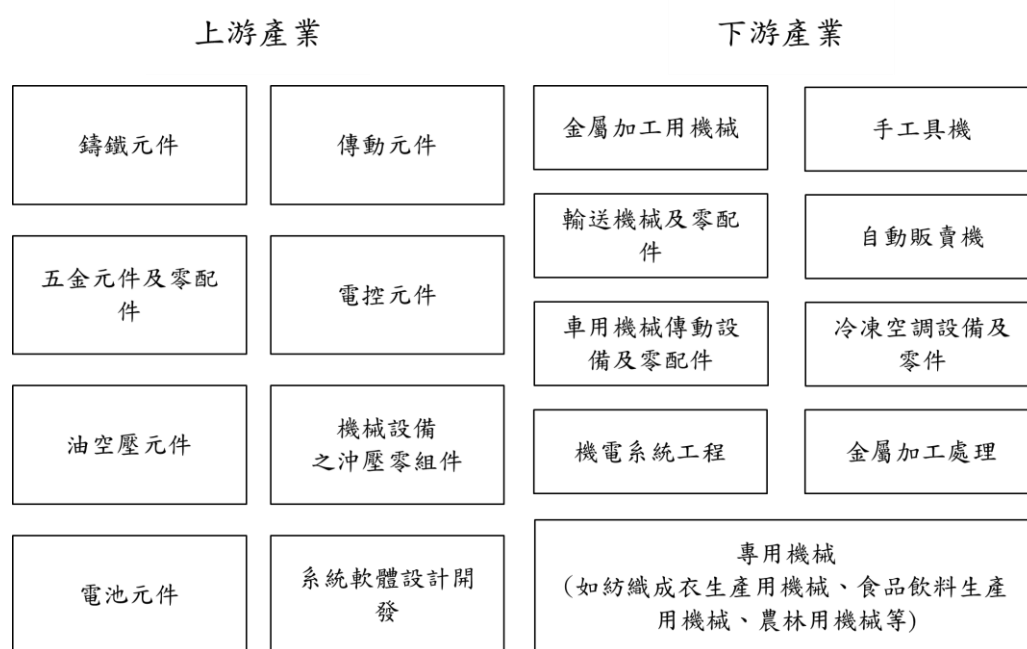 上游產業
下游產業
鑄鐵元件
傳動元件
五金元件及零配
件
電控元件
油空壓元件
機械設備
之沖壓零組件
電池元件
系統軟體設計開
發
金屬加工用機械
手工具機
輸送機械及零配
件
自動販賣機
車用機械傳動設
備及零配件
冷凍空調設備及
零件
機電系統工程
金屬加工處理
專用機械
(如紡織成衣生產用機械、食品飲料生產
用機械、農林用機械等)